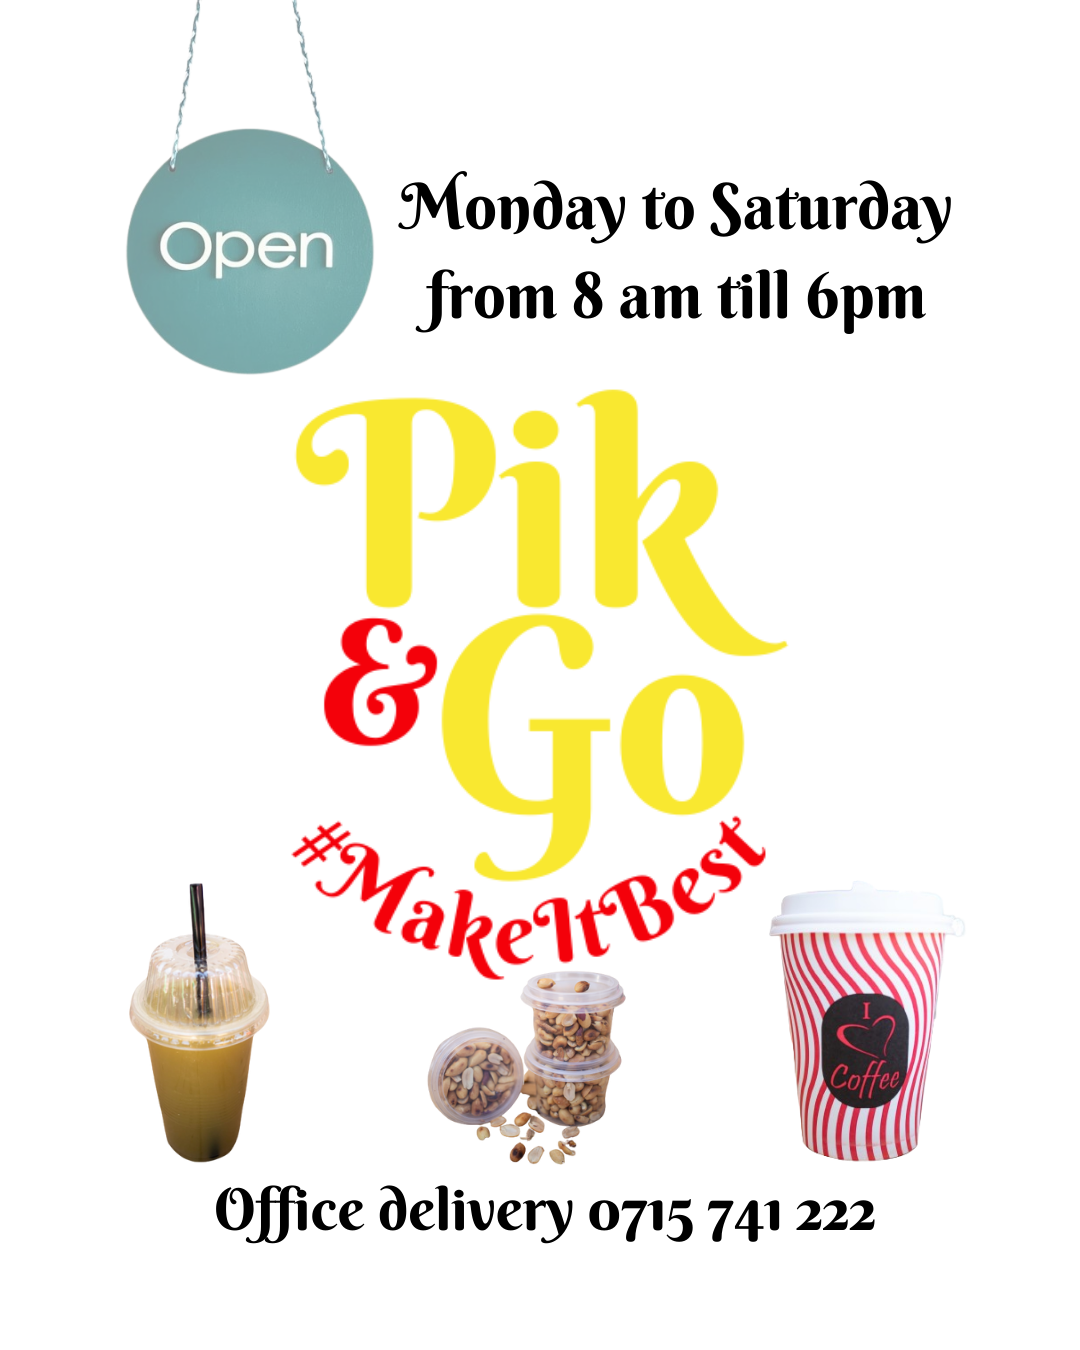 Open
Monday to Saturday
from 8 am till 6pm
Pik
&Go
#MakeItBest
I
Coffee
Office delivery 0715 741 222